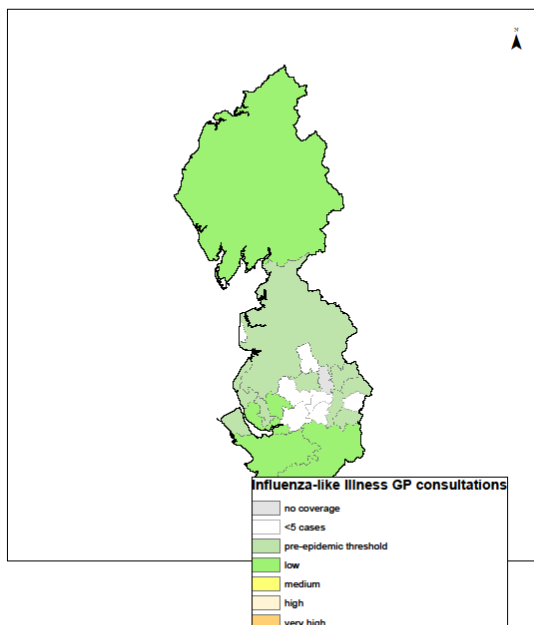 N
Influenza-like Illness GP consultations
no coverage
<5 cases
pre-epidemic threshold
low
medium
high
very high